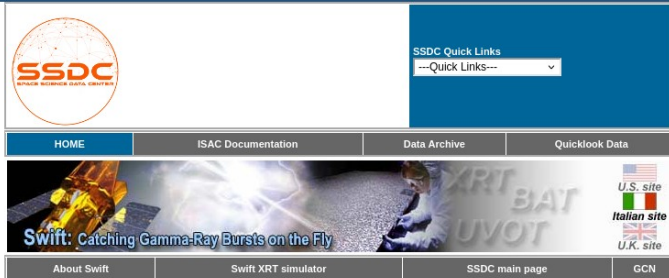 SSDC
SPACE SCIENCE DATA CENTER
SSDC Quick Links
---Quick Links---
HOME
ISAC Documentation
Data Archive
Quicklook Data
XRT
BAT
UVOT
Swift: Catching Gamma-Ray Bursts on the Fly
U.S. site
Italian site
U.K. site
About Swift
Swift XRT simulator
SSDC main page
GCN